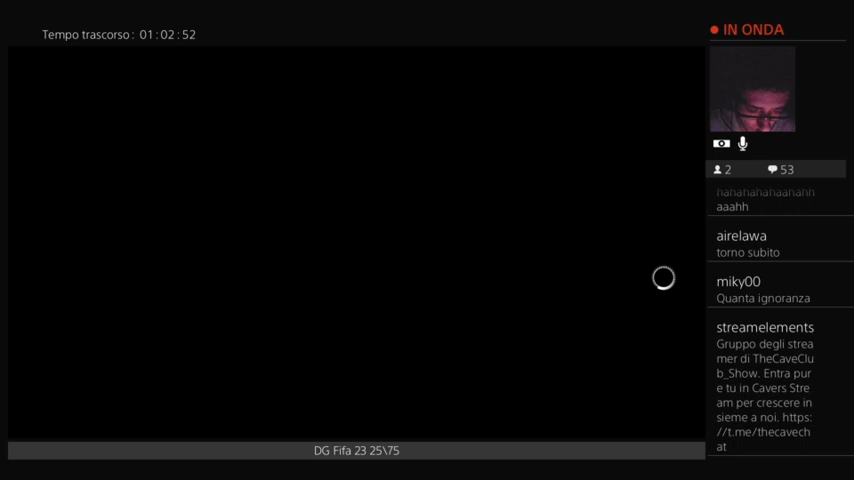 Tempo trascorso: 01:02:52
IN ONDA
2 53
hahahahahaahahh
aaahh
airelawa
torno subito
miky00
Quanta ignoranza
streamelements
Gruppo degli strea
mer di TheCaveClu
b_Show. Entra pur
e tu in Cavers Stre
am per crescere in
sieme a noi. https:
//t.me/thecavech
at
DG Fifa 23 25\75